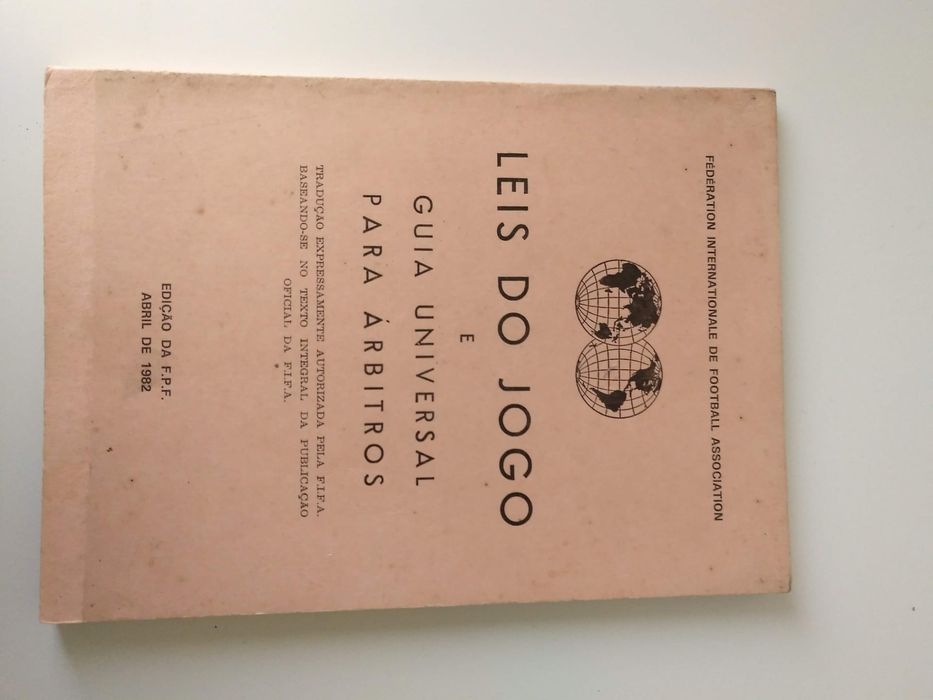 FÉDÉRATION INTERNATIONALE DE FOOTBALL ASSOCIATION
LEIS DO JOGO
E
GUIA UNIVERSAL
PARA ÁRBITROS
TRADUÇÃO EXPRESSAMENTE AUTORIZADA PELA F.I.F.A.
BASEANDO-SE NO TEXTO INTEGRAL DA PUBLICAÇÃO
OFICIAL DA F.I.F.A.
EDIÇÃO DA F.P.F.
ABRIL DE 1982